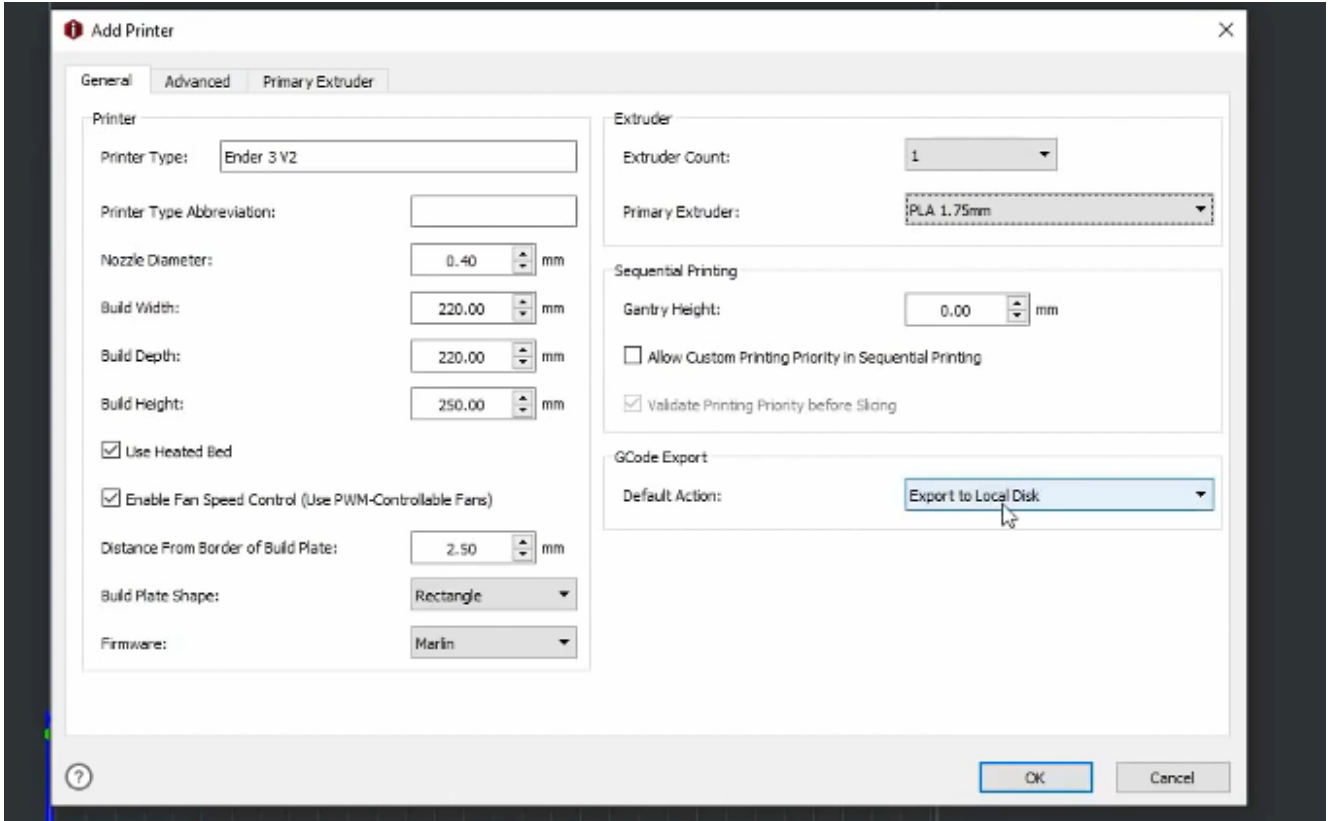 Add Printer
General Advanced Primary Extruder
Printer
Printer Type: Ender 3 V2
Printer Type Abbreviation:
Nozzle Diameter: 0.40 mm
Build Width: 220.00 mm
Build Depth: 220.00 mm
Build Height: 250.00 mm
Use Heated Bed
Enable Fan Speed Control (Use PWM-Controllable Fans)
Distance From Border of Build Plate: 2.50 mm
Build Plate Shape: Rectangle
Firmware: Marlin
Extruder
Extruder Count: 1
Primary Extruder: PLA 1.75mm
Sequential Printing
Gantry Height: 0.00 mm
Allow Custom Printing Priority in Sequential Printing
Validate Printing Priority before Slicing
GCode Export
Default Action: Export to Local Disk
?
OK Cancel